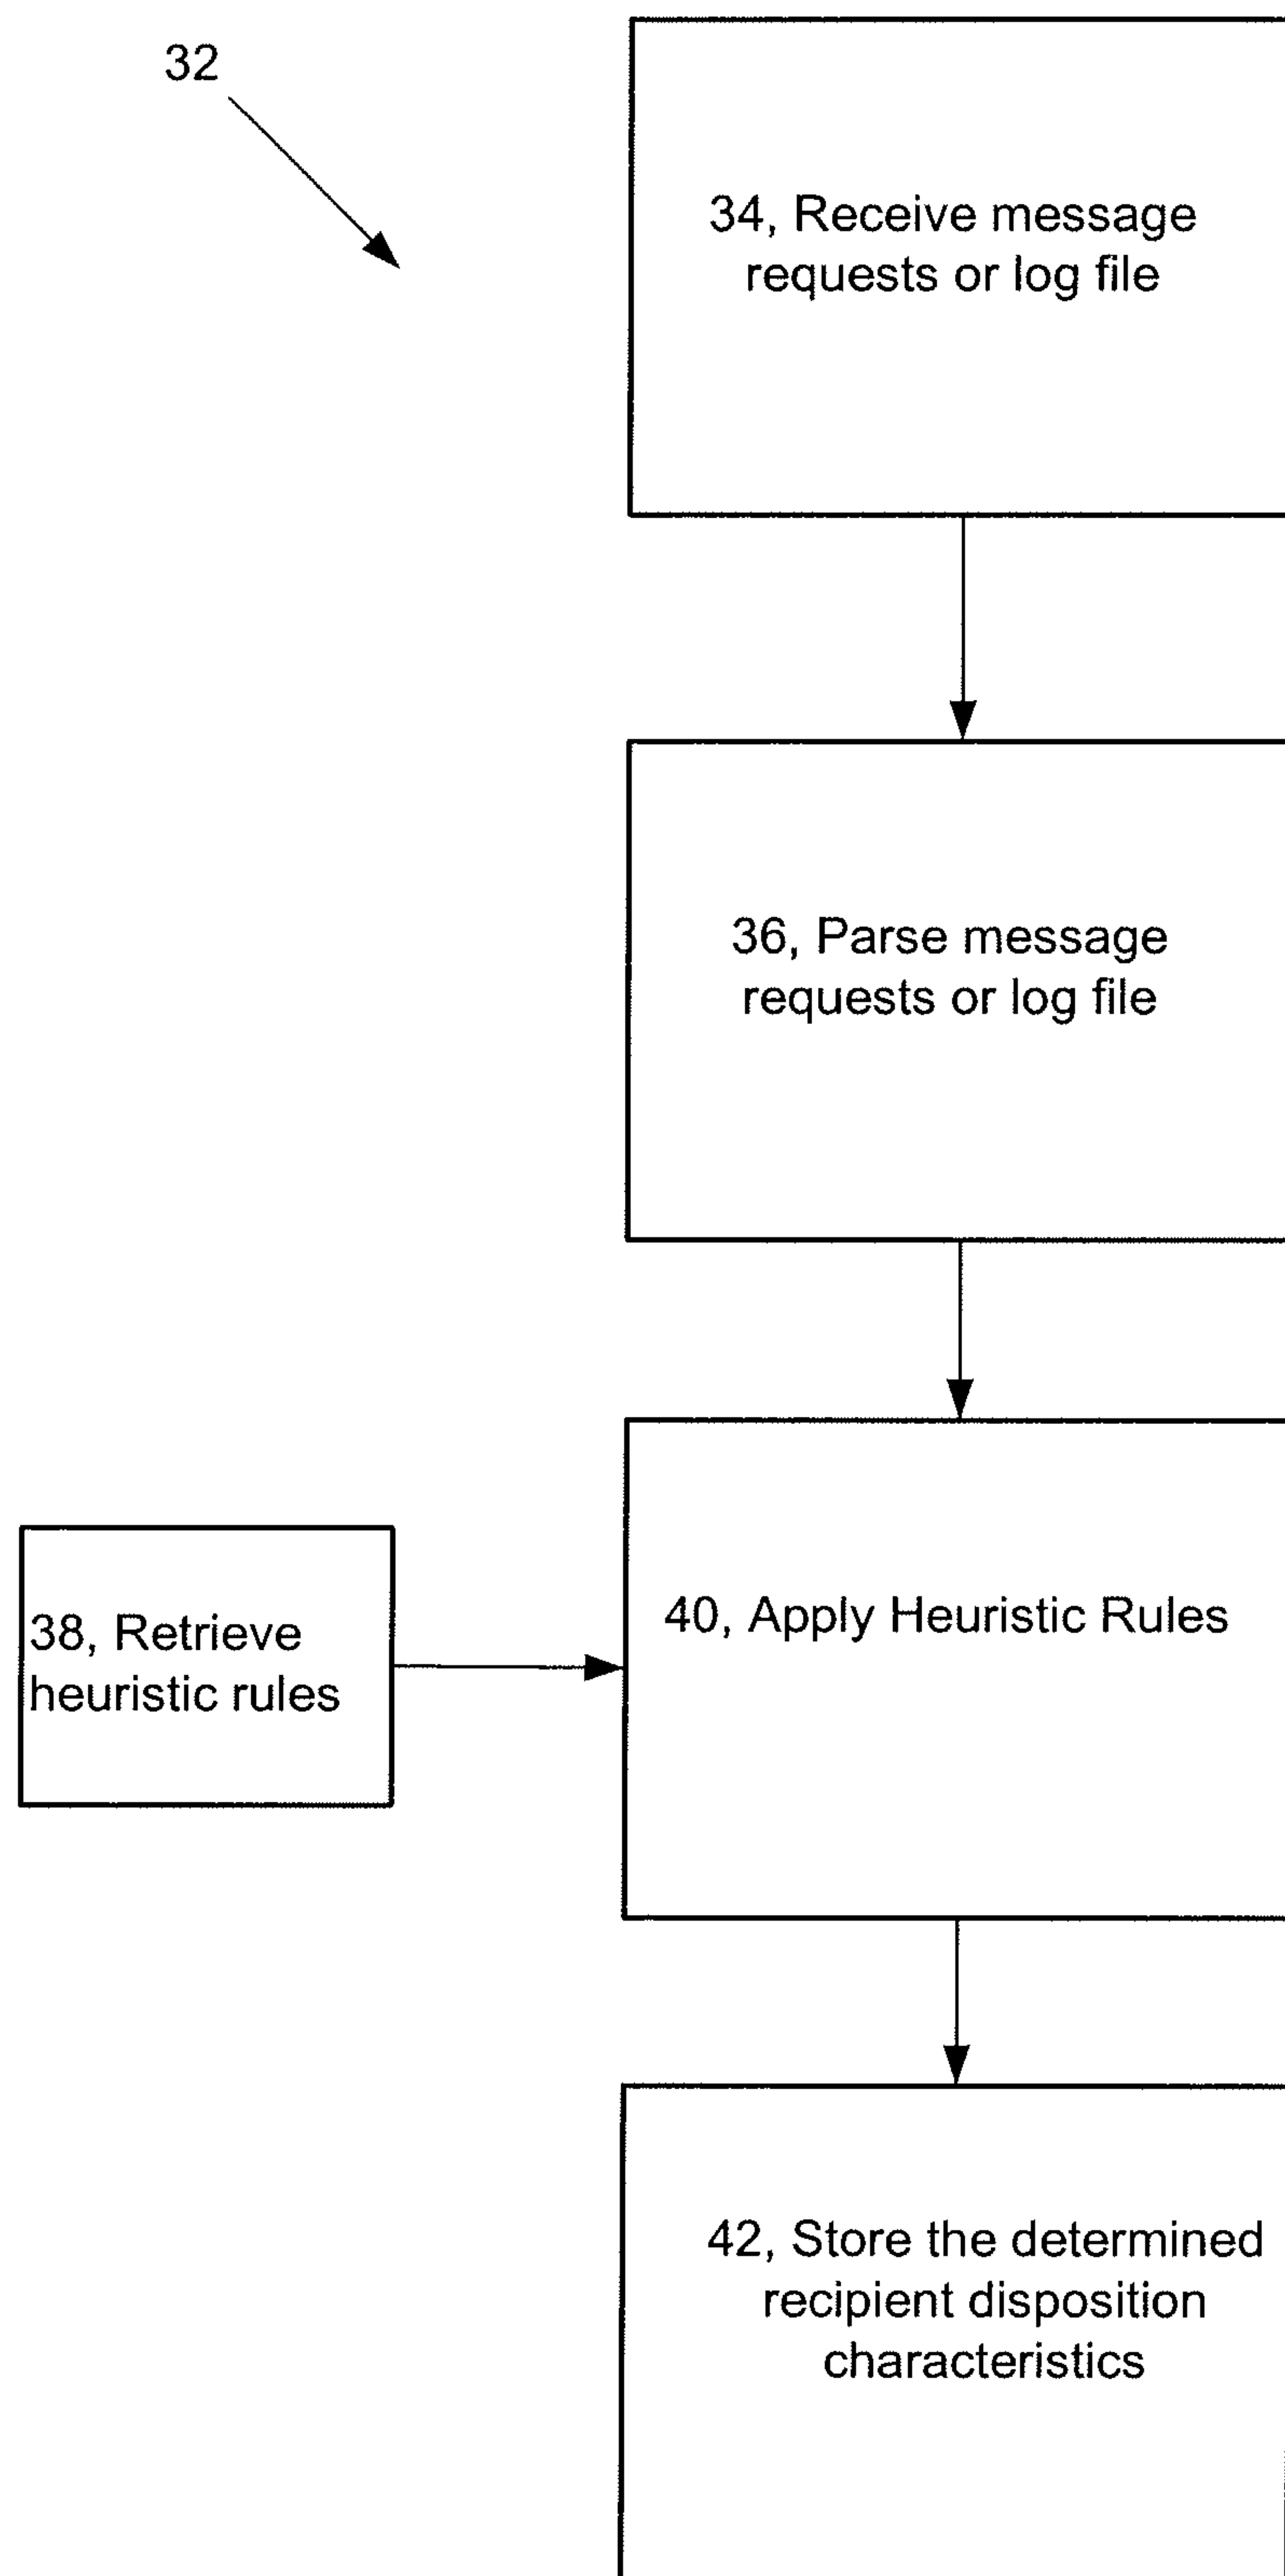 32
34, Receive message
requests or log file
36, Parse message
requests or log file
38, Retrieve
heuristic rules
40, Apply Heuristic Rules
42, Store the determined
recipient disposition
characteristics